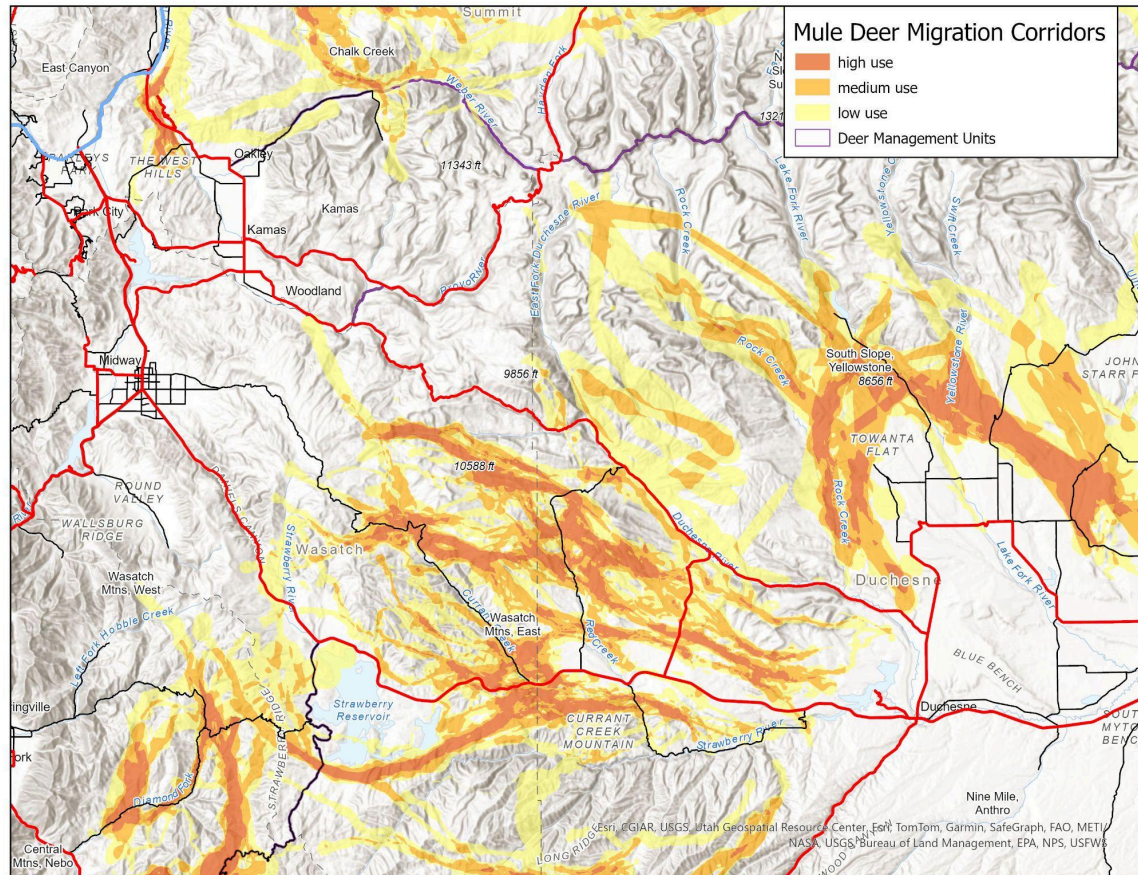 Mule Deer Migration Corridors
high use
medium use
low use
Deer Management Units
Summit
Chalk Creek
East Canyon
Weber River
Hayden Fork
11343 ft
THE WEST
HILLS
Oakley
Park City
Kamas
Kamas
Woodland
Provo River
East Fork Duchesne River
Rock Creek
Lake Fork River
Swift Creek
Midway
9856 ft
Rock Creek
South Slope,
Yellowstone
8656 ft
Yellowstone River
TOWANTA
FLAT
10588 ft
ROUND
VALLEY
WALLSBURG
RIDGE
DANIELS CANYON
Strawberry River
Wasatch
Rock Creek
Duchesne River
Duchesne
Lake Fork River
Wasatch
Mtns, West
Left Fork Hobble Creek
Currant Creek
Wasatch
Mtns, East
Red Creek
BLUE BENCH
Strawberry
Reservoir
STRAWBERRY RIDGE
CURRANT
CREEK
MOUNTAIN
Strawberry River
Duchesne
Diamond Fork
Nine Mile,
Anthro
Central
Mtns, Nebo
LONG RIDGE
Esri, CGIAR, USGS, Utah Geospatial Resource Center, Esri, TomTom, Garmin, SafeGraph, FAO, METI/
NASA, USGS, Bureau of Land Management, EPA, NPS, USFWS